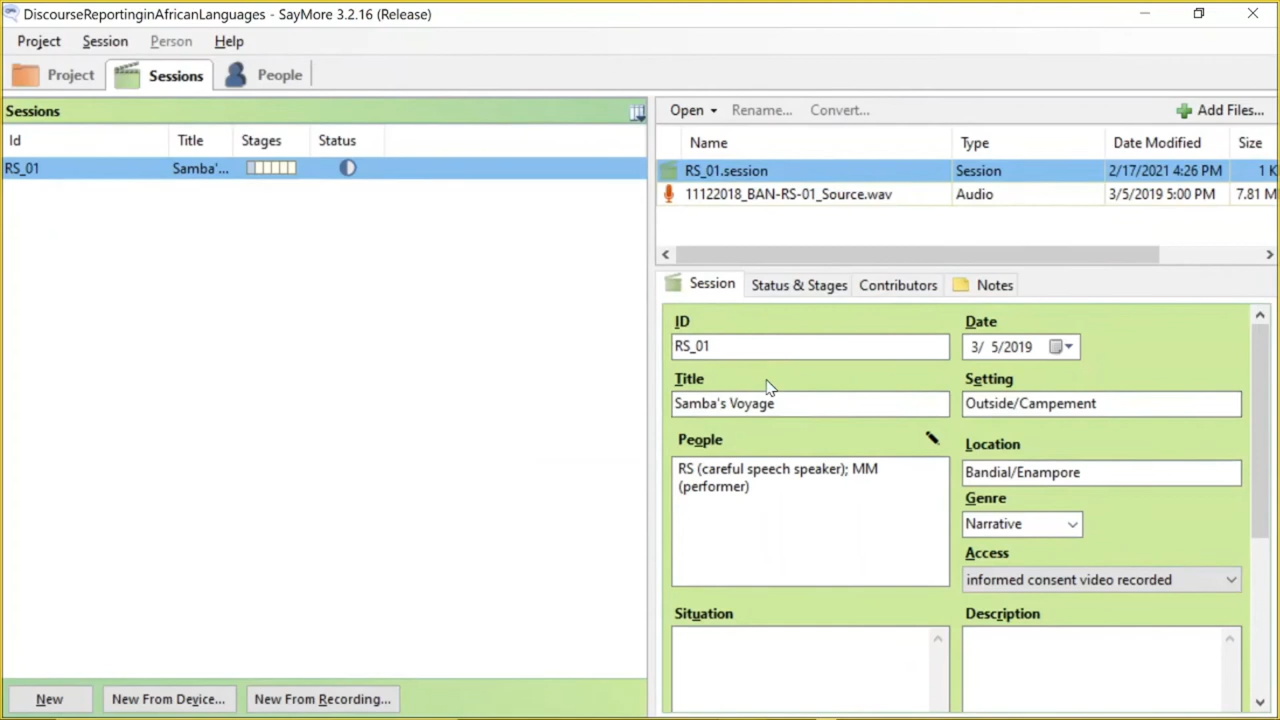 DiscourseReportinginAfricanLanguages - SayMore 3.2.16 (Release)
Project Session Person Help
Project Sessions People
Sessions
Id Title Stages Status
RS_01 Samba'...
Open Rename... Convert... Add Files...
Name Type Date Modified Size
RS_01.session Session 2/17/2021 4:26 PM 1 K
11122018_BAN-RS-01_Source.wav Audio 3/5/2019 5:00 PM 7.81 M
Session Status & Stages Contributors Notes
ID Date
RS_01 3/ 5/2019
Title Setting
Samba's Voyage Outside/Campement
People Location
RS (careful speech speaker); MM
(performer)
Bandial/Enampore
Genre
Narrative
Access
informed consent video recorded
Situation Description
New New From Device... New From Recording...